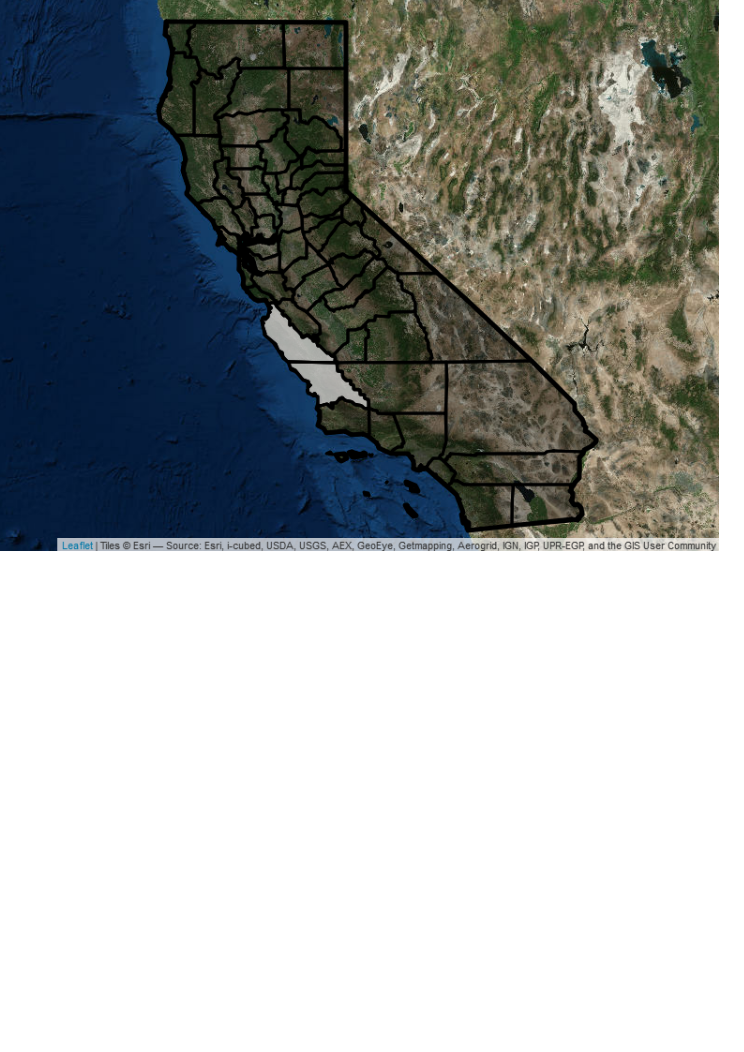 Leaflet | Tiles © Esri — Source: Esri, i-cubed, USDA, USGS, AEX, GeoEye, Getmapping, Aerogrid, IGN, IGP, UPR-EGP, and the GIS User Community